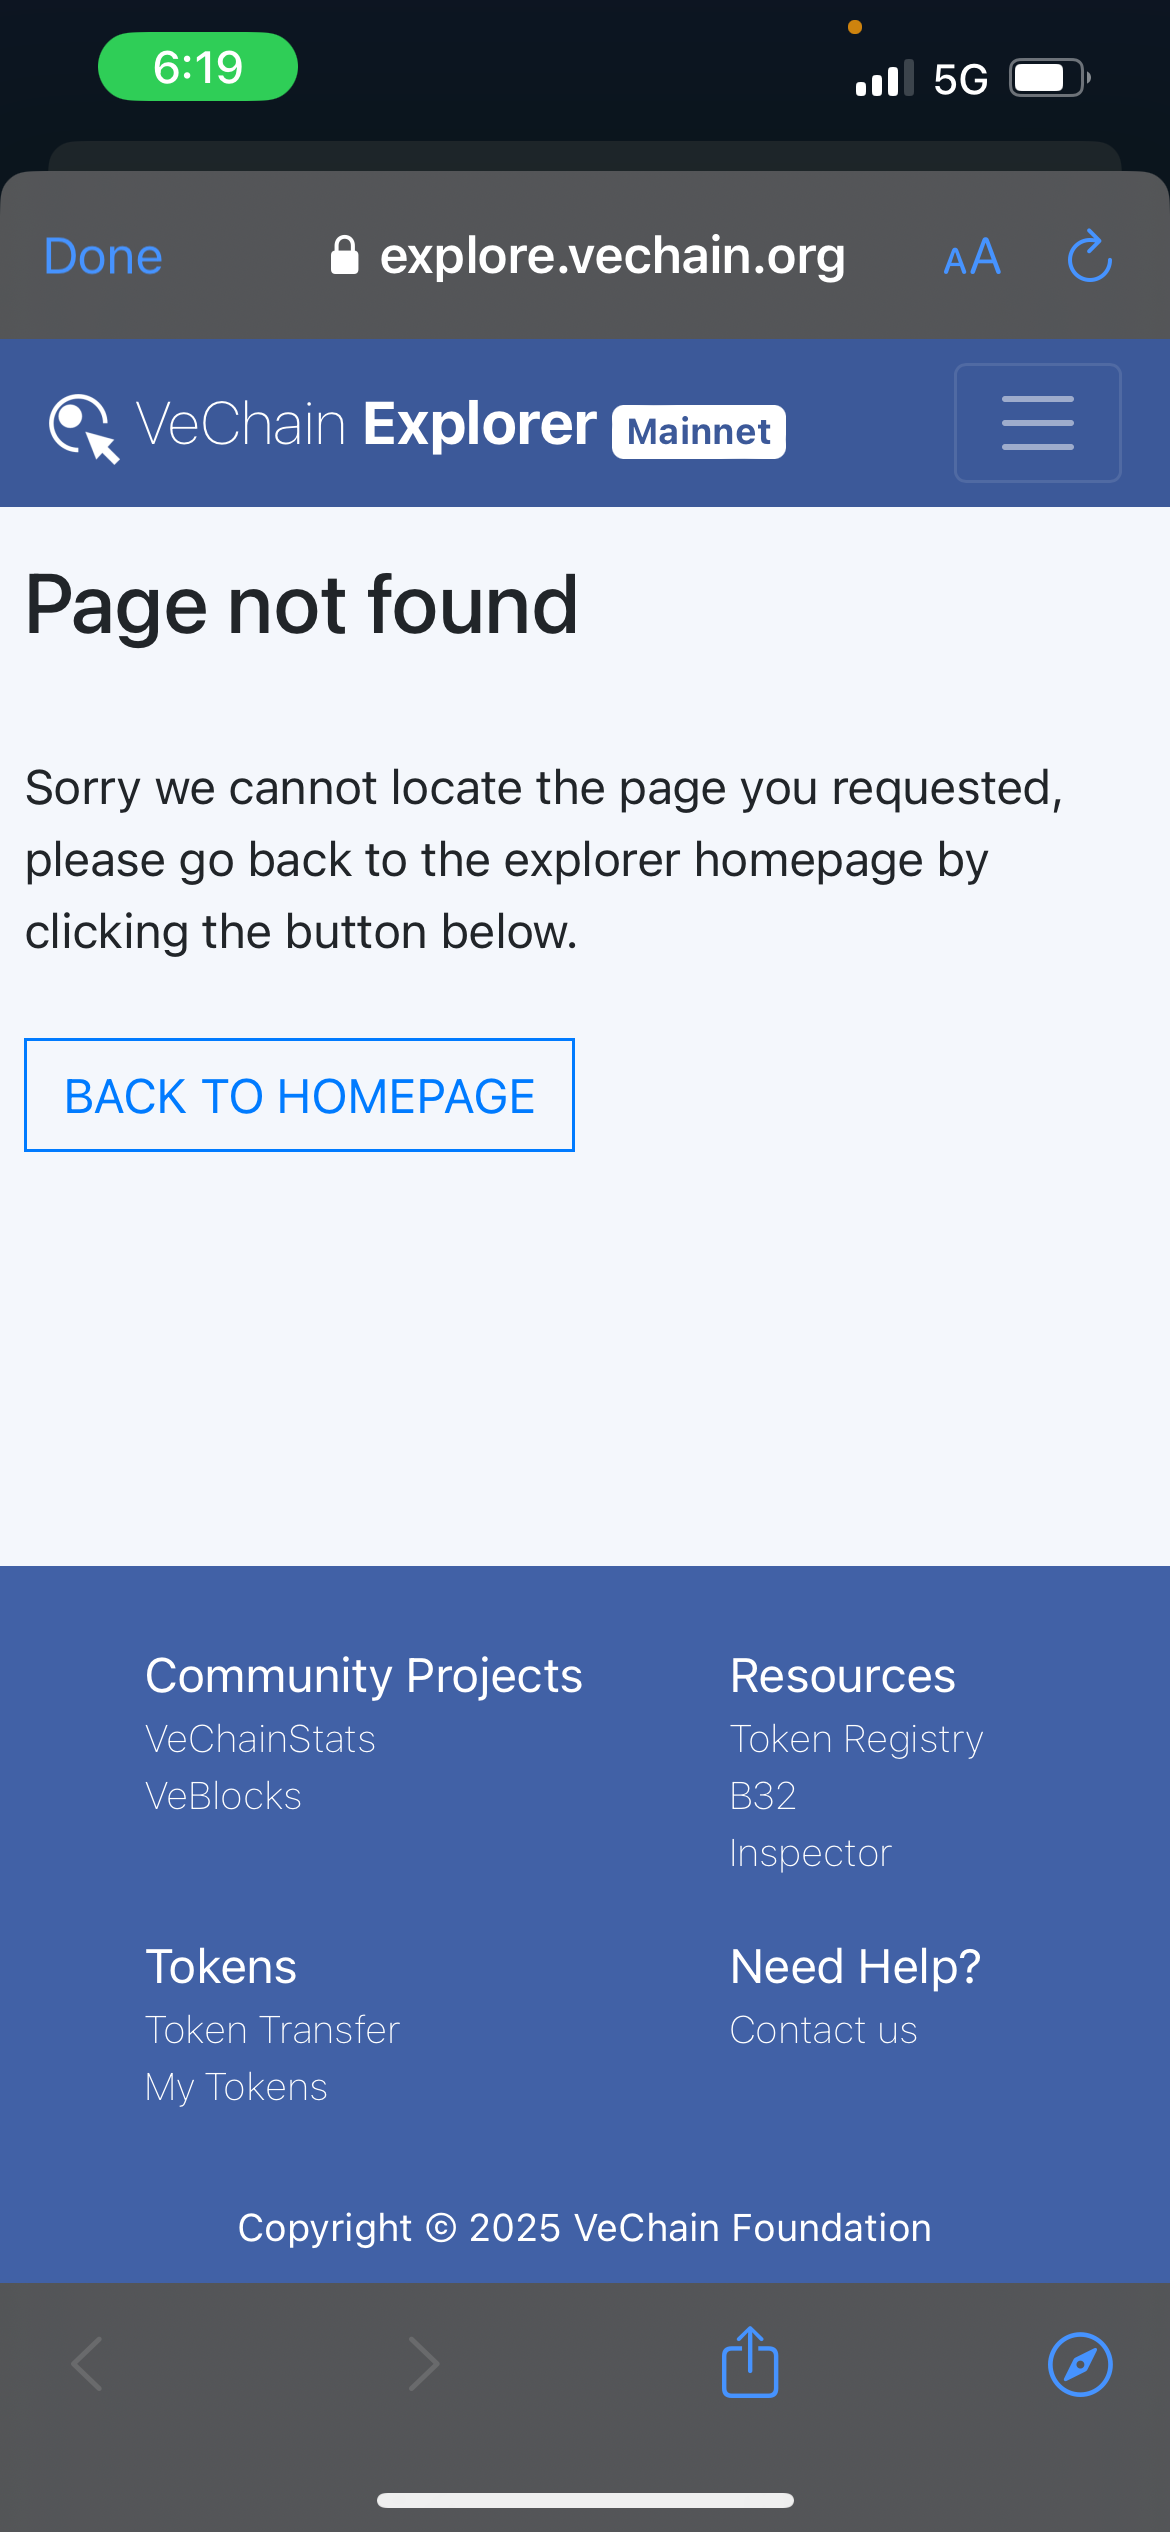 6:19
5G
Done
explore.vechain.org
AA
VeChain Explorer Mainnet
Page not found
Sorry we cannot locate the page you requested,
please go back to the explorer homepage by
clicking the button below.
BACK TO HOMEPAGE
Community Projects
VeChainStats
VeBlocks
Resources
Token Registry
B32
Inspector
Tokens
Token Transfer
My Tokens
Need Help?
Contact us
Copyright © 2025 VeChain Foundation